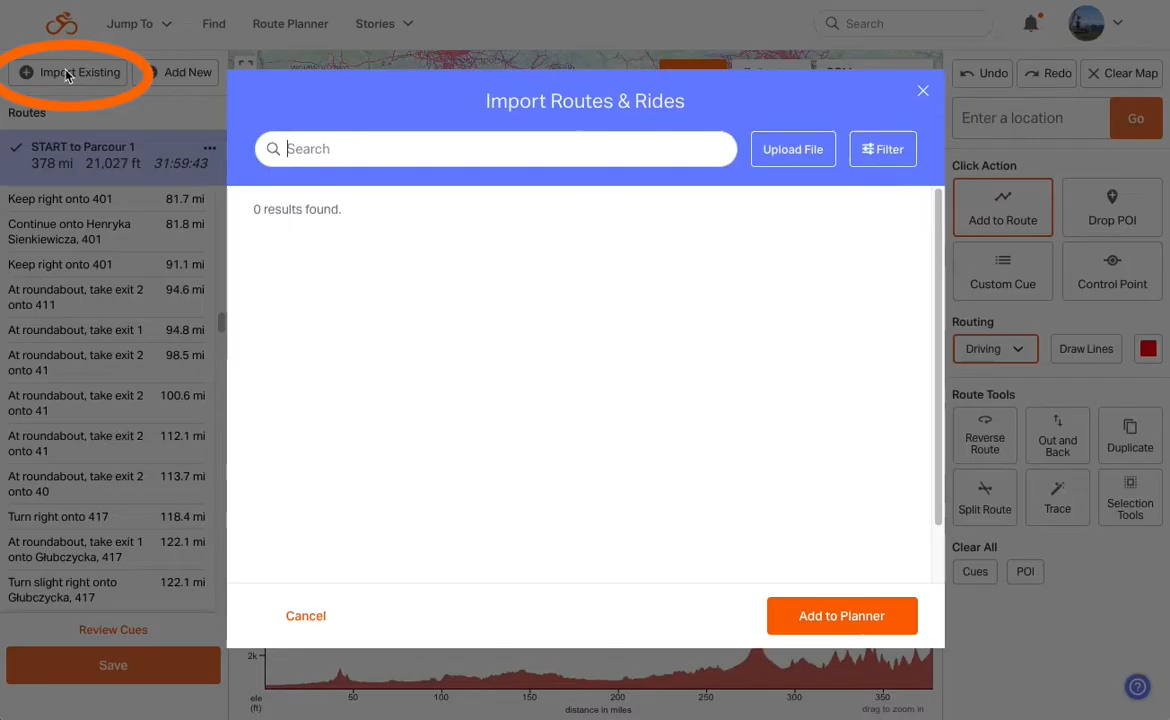 Jump To
Find
Route Planner
Stories
Search
Import Existing
Add New
Routes
START to Parcour 1
378 mi 21,027 ft 31:59:43
Keep right onto 401 81.7 mi
Continue onto Henryka 81.8 mi
Sienkiewicza, 401
Keep right onto 401 91.1 mi
At roundabout, take exit 2 94.6 mi
onto 411
At roundabout, take exit 1 94.8 mi
At roundabout, take exit 2 98.5 mi
onto 41
At roundabout, take exit 2 100.6 mi
onto 41
At roundabout, take exit 2 112.1 mi
onto 41
At roundabout, take exit 2 113.7 mi
onto 40
Turn right onto 417 118.4 mi
At roundabout, take exit 1 122.1 mi
onto Głubczycka, 417
Turn slight right onto 122.1 mi
Głubczycka, 417
Review Cues
Save
Import Routes & Rides
Search
Upload File
Filter
0 results found.
Cancel
Add to Planner
2k
ele
(ft)
50 100 150 200 250 300 350
distance in miles
drag to zoom in
Undo
Redo
Clear Map
Enter a location
Go
Click Action
Add to Route
Drop POI
Custom Cue
Control Point
Routing
Driving
Draw Lines
Route Tools
Reverse
Route
Out and
Back
Duplicate
Split Route
Trace
Selection
Tools
Clear All
Cues
POI